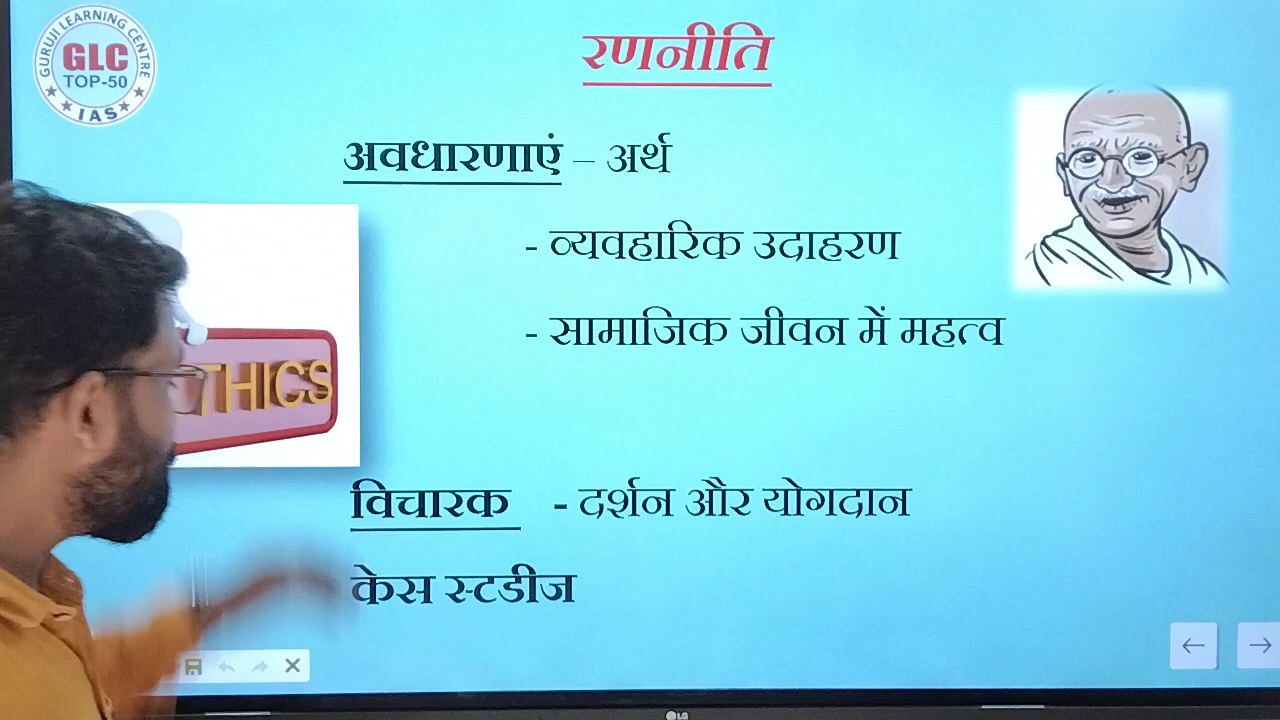 GURUJI LEARNING CENTRE
GLC
TOP-50
IAS
रणनीति
अवधारणाएं – अर्थ
- व्यवहारिक उदाहरण
- सामाजिक जीवन में महत्व
THICS
विचारक - दर्शन और योगदान
केस स्टडीज
LG